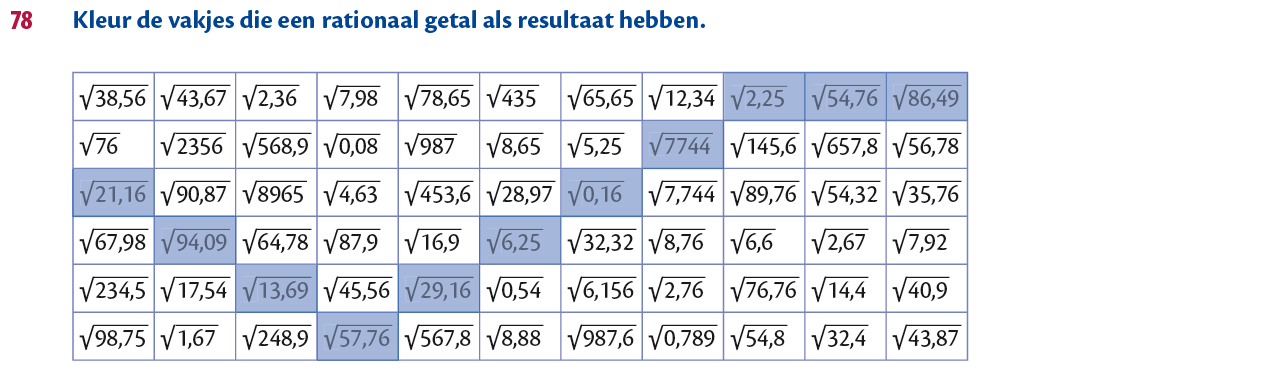 78 Kleur de vakjes die een rationaal getal als resultaat hebben.
√38,56 √43,67 √2,36 √7,98 √78,65 √435 √65,65 √12,34 √2,25 √54,76 √86,49
√76 √2356 √568,9 √0,08 √987 √8,65 √5,25 √7744 √145,6 √657,8 √56,78
√21,16 √90,87 √8965 √4,63 √453,6 √28,97 √0,16 √7,744 √89,76 √54,32 √35,76
√67,98 √94,09 √64,78 √87,9 √16,9 √6,25 √32,32 √8,76 √6,6 √2,67 √7,92
√234,5 √17,54 √13,69 √45,56 √29,16 √0,54 √6,156 √2,76 √76,76 √14,4 √40,9
√98,75 √1,67 √248,9 √57,76 √567,8 √8,88 √987,6 √0,789 √54,8 √32,4 √43,87